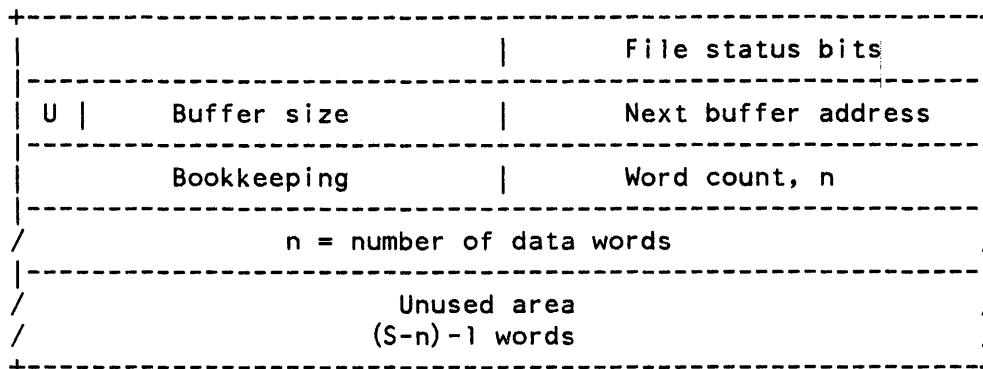 File status bits
U | Buffer size | Next buffer address
Bookkeeping | Word count, n
n = number of data words
Unused area
(S-n)-1 words